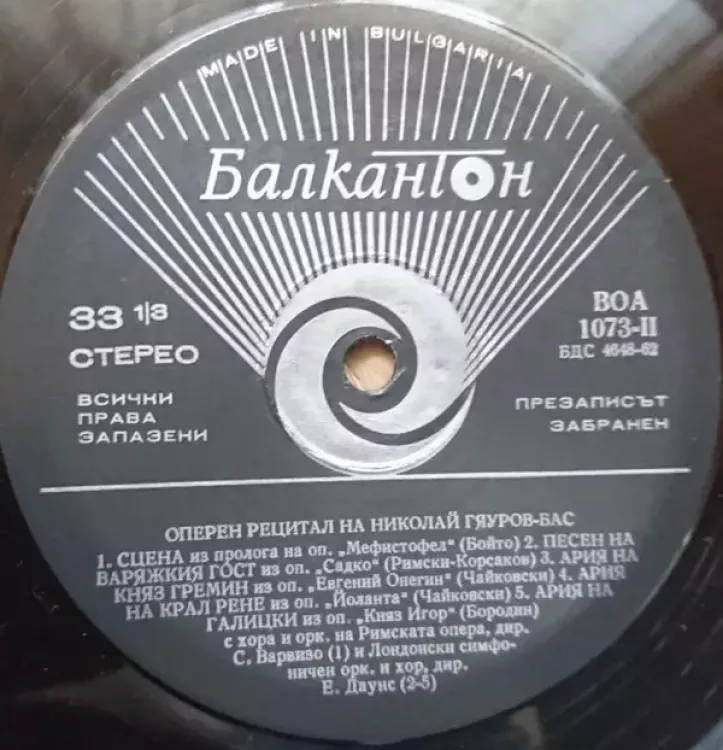 MADE IN BULGARIA
Балкантон
33 1/3
СТЕРЕО
ВОА
1073-II
БДС 4648-62
ВСИЧКИ
ПРАВА
ЗАПАЗЕНИ
ПРЕЗАПИСЪТ
ЗАБРАНЕН
ОПЕРЕН РЕЦИТАЛ НА НИКОЛАЙ ГЯУРОВ-БАС
1. СЦЕНА из пролога на оп. „Мефистофел“ (Бойто) 2. ПЕСЕН НА
ВАРЯЖКИЯ ГОСТ из оп. „Садко“ (Римски-Корсаков) 3. АРИЯ НА
КНЯЗ ГРЕМИН из оп. „Евгений Онегин“ (Чайковски) 4. АРИЯ
НА КРАЛ РЕНЕ из оп. „Йоланта“ (Чайковски) 5. АРИЯ НА
ГАЛИЦКИ из оп. „Княз Игор“ (Бородин)
с хора и орк. на Римската опера, дир.
С. Варвизо (1) и Лондонски симфо-
ничен орк. и хор, дир.
Е. Даунс (2-5)